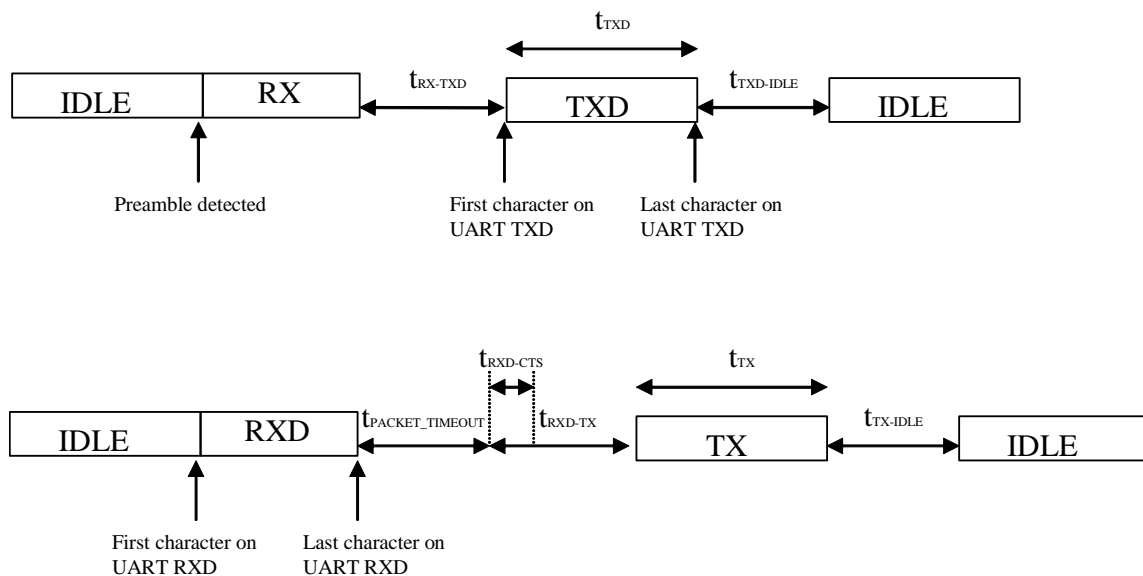 tTXD
IDLE
RX
tRX-TXD
TXD
tTXD-IDLE
IDLE
Preamble detected
First character on
UART TXD
Last character on
UART TXD
tRXD-CTS
tTX
IDLE
RXD
tPACKET_TIMEOUT
tRXD-TX
TX
tTX-IDLE
IDLE
First character on
UART RXD
Last character on
UART RXD